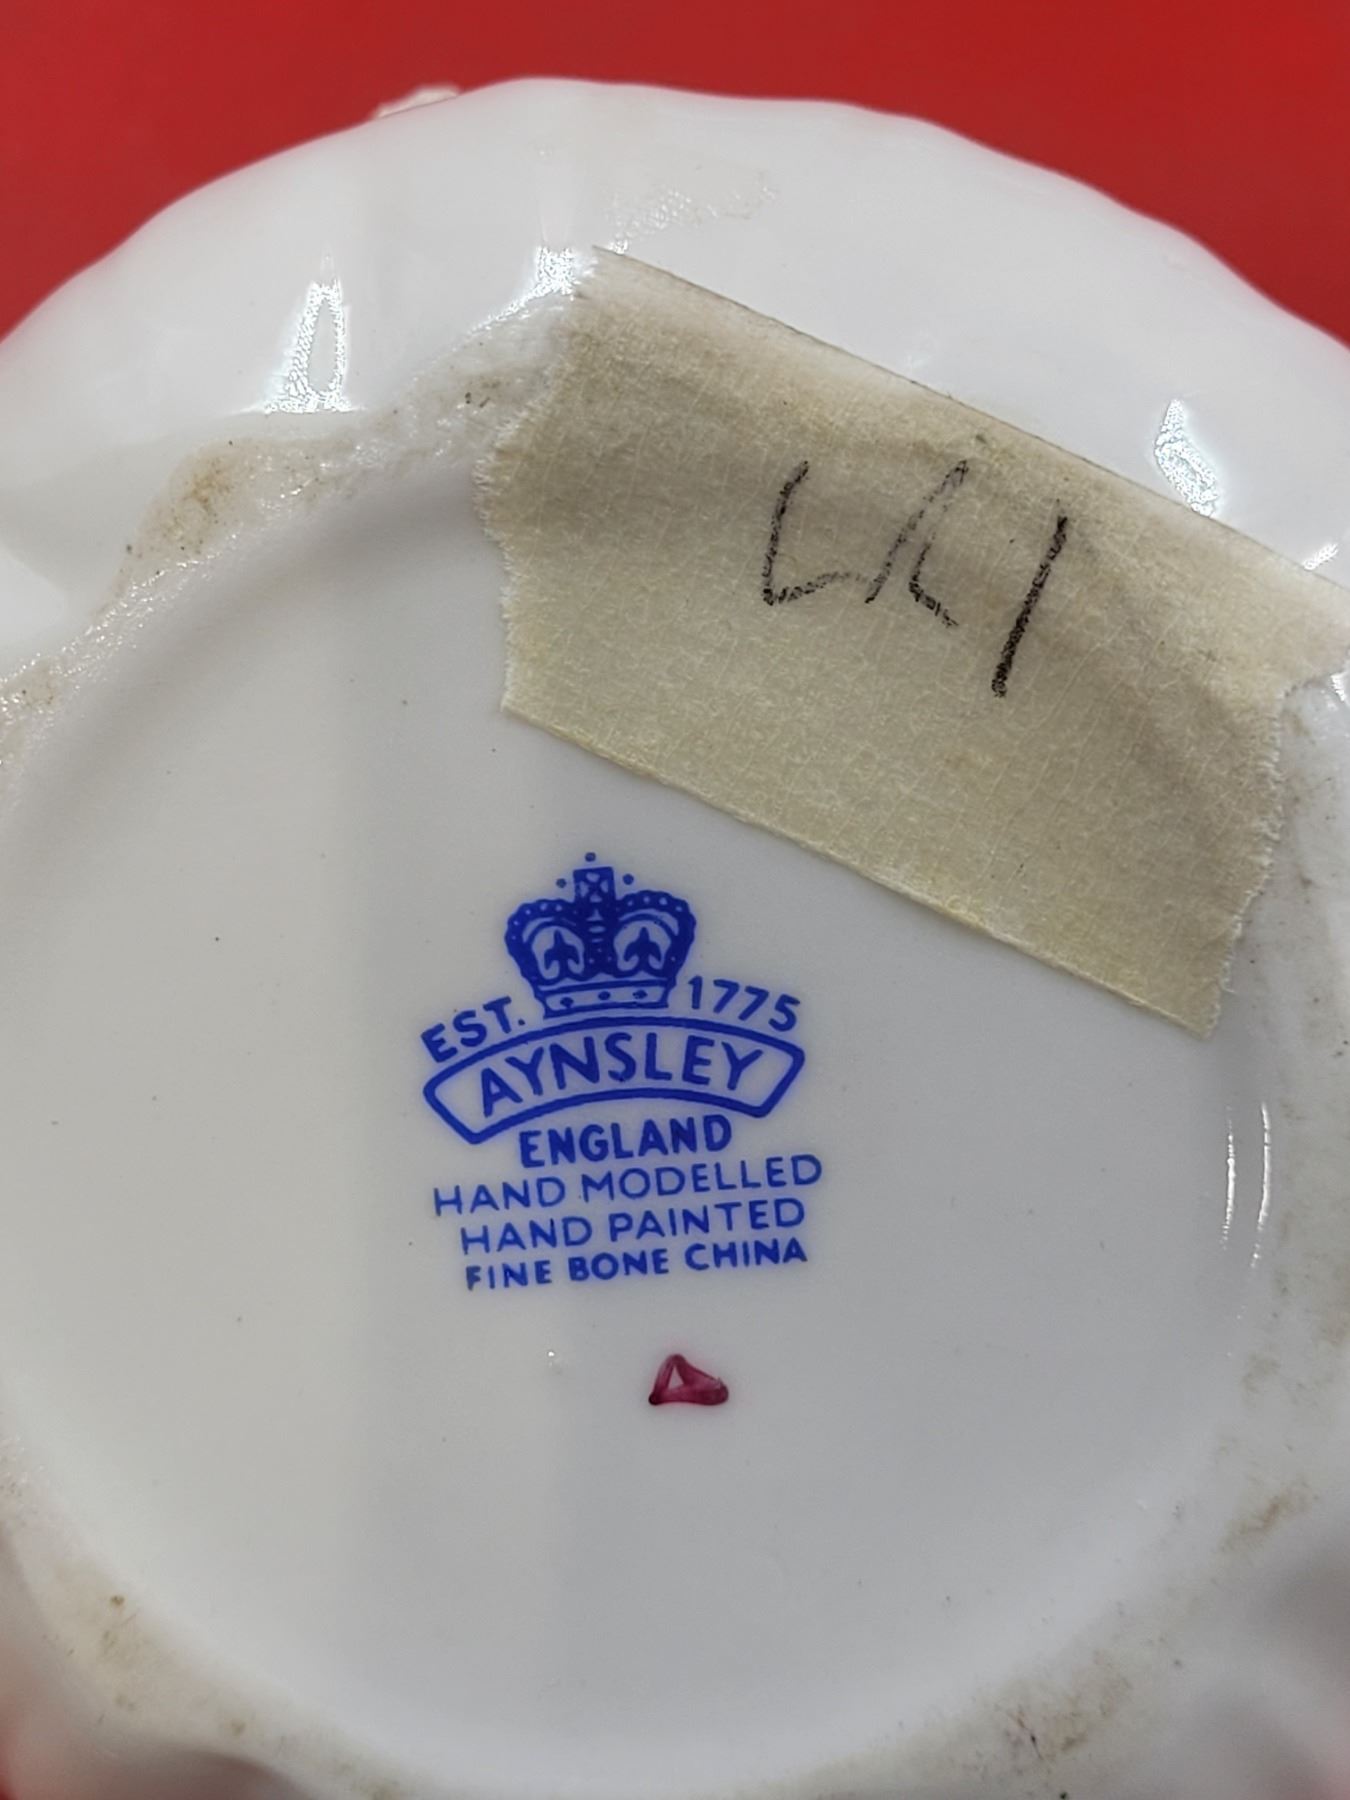 EST. 1775
AYNSLEY
ENGLAND
HAND MODELLED
HAND PAINTED
FINE BONE CHINA